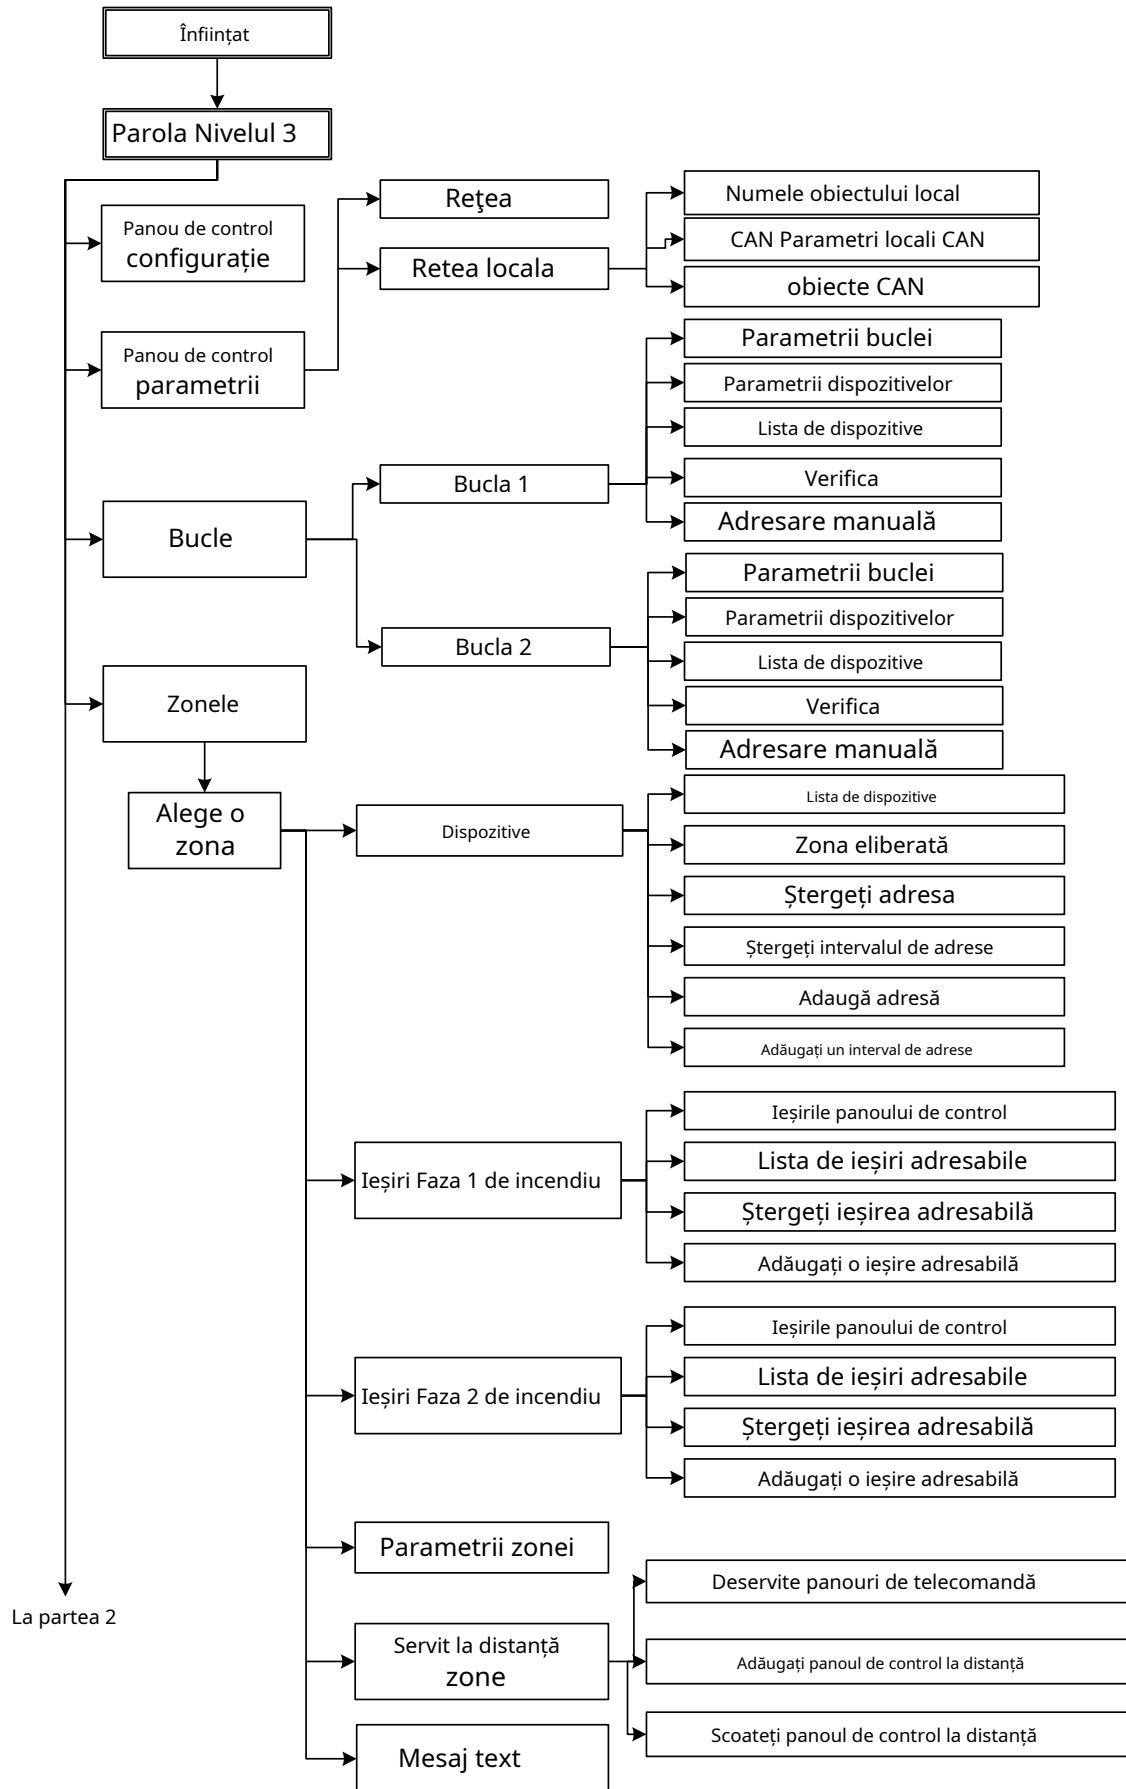 Înființat
Parola Nivelul 3
Panou de control
configurație
Panou de control
parametrii
Rețea
Retea locala
Numele obiectului local
CAN Parametri locali CAN
obiecte CAN
Bucle
Bucla 1
Parametrii buclei
Parametrii dispozitivelor
Lista de dispozitive
Verifica
Adresare manuală
Bucla 2
Parametrii buclei
Parametrii dispozitivelor
Lista de dispozitive
Verifica
Adresare manuală
Zonele
Alege o
zona
Dispozitive
Lista de dispozitive
Zona eliberată
Ștergeți adresa
Ștergeți intervalul de adrese
Adaugă adresă
Adăugați un interval de adrese
Ieșiri Faza 1 de incendiu
Ieșirile panoului de control
Lista de ieșiri adresabile
Ștergeți ieșirea adresabilă
Adăugați o ieșire adresabilă
Ieșiri Faza 2 de incendiu
Ieșirile panoului de control
Lista de ieșiri adresabile
Ștergeți ieșirea adresabilă
Adăugați o ieșire adresabilă
Parametrii zonei
Servit la distanță
zone
Deservite panouri de telecomandă
Adăugați panoul de control la distanță
Scoateți panoul de control la distanță
Mesaj text
La partea 2